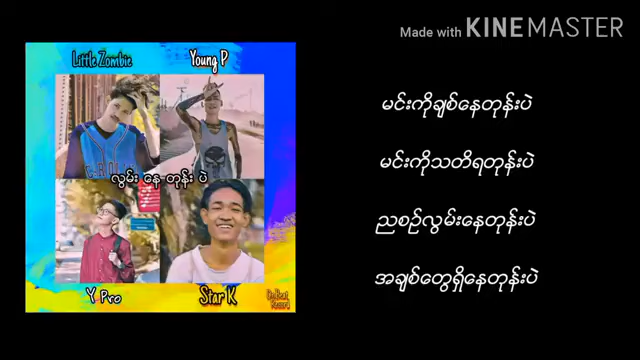 Made with KINEMASTER
Little Zombie
Young P
လွမ်း နေ တုန်း ပဲ
Y Pro
Star K
မင်းကိုချစ်နေတုန်းပဲ
မင်းကိုသတိရတုန်းပဲ
ညစဉ်လွမ်းနေတုန်းပဲ
အချစ်တွေရှိနေတုန်းပဲ